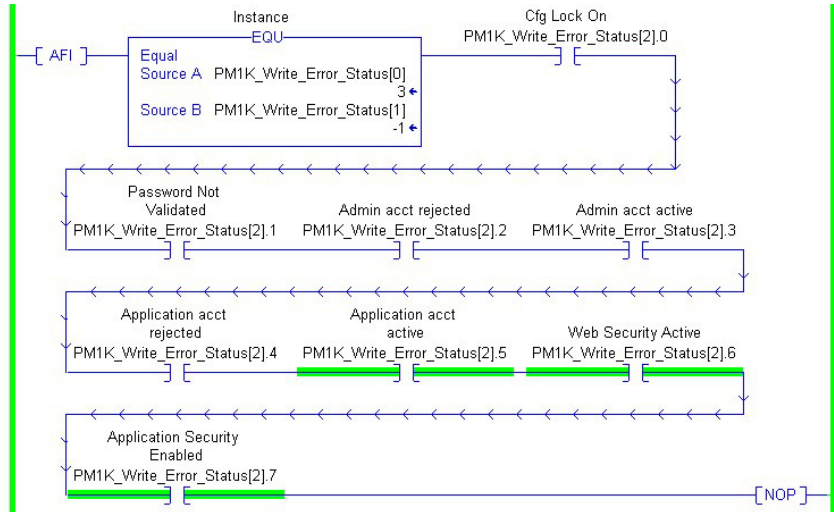 Instance
Cfg Lock On
EQU
PM1K_Write_Error_Status[2].0
AFI
Equal
Source A PM1K_Write_Error_Status[0]
3
Source B PM1K_Write_Error_Status[1]
-1
Password Not
Validated
Admin acct rejected
Admin acct active
PM1K_Write_Error_Status[2].1
PM1K_Write_Error_Status[2].2
PM1K_Write_Error_Status[2].3
Application acct
rejected
Application acct
active
Web Security Active
PM1K_Write_Error_Status[2].4
PM1K_Write_Error_Status[2].5
PM1K_Write_Error_Status[2].6
Application Security
Enabled
PM1K_Write_Error_Status[2].7
NOP